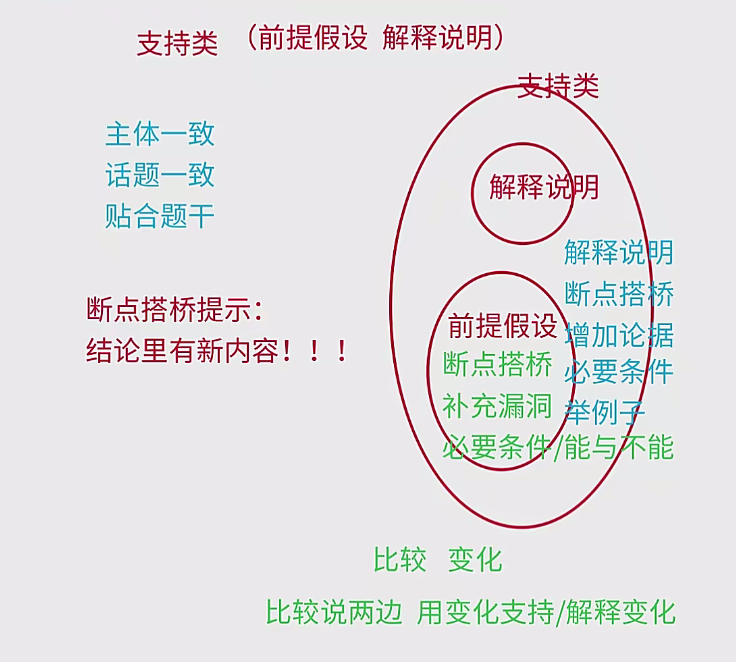 支持类 （前提假设 解释说明）
支持类
主体一致
话题一致
贴合题干
解释说明
解释说明
断点搭桥
增加论据
必要条件
举例子
断点搭桥提示：
结论里有新内容！！！
前提假设
断点搭桥
补充漏洞
必要条件/能与不能
比较 变化
比较说两边 用变化支持/解释变化